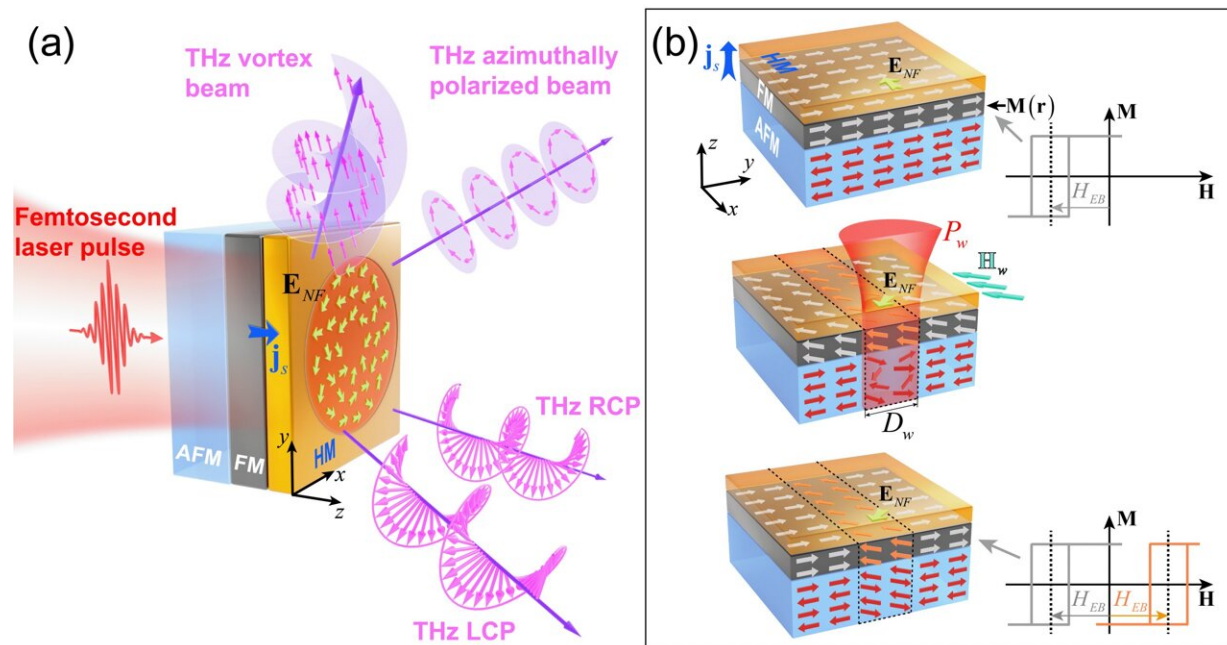 (a)
THz vortex
beam
THz azimuthally
polarized beam
Femtosecond
laser pulse
E_NF
j_s
AFM
FM
HM
y
x
z
THz RCP
THz LCP
(b)
j_s
HM
FM
AFM
E_NF
M(r)
M
H_EB
H
z
y
x
P_w
ℍ_w
E_NF
D_w
E_NF
M
H_EB
H_EB
H